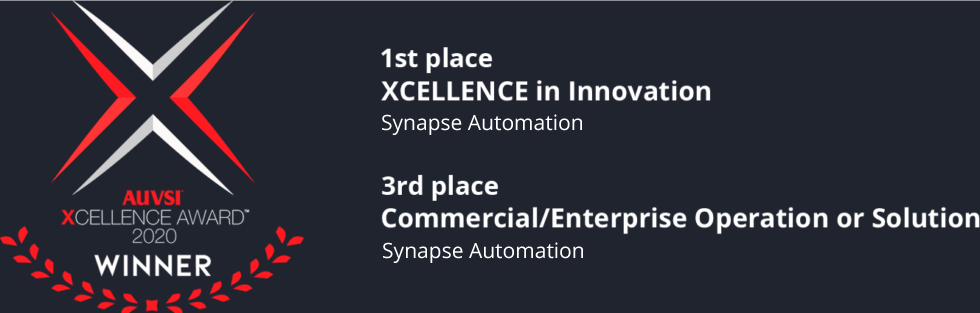 AUVSI
XCELLENCE AWARD™
2020
WINNER
1st place
XCELLENCE in Innovation
Synapse Automation
3rd place
Commercial/Enterprise Operation or Solution
Synapse Automation